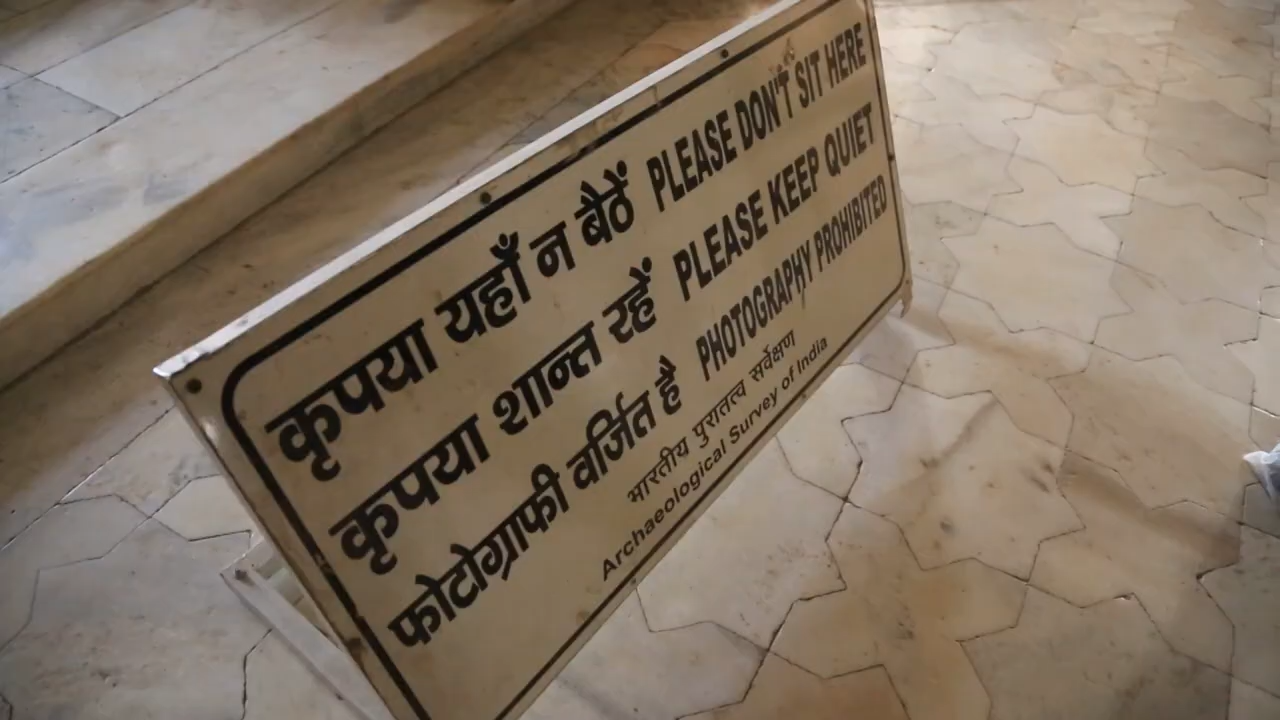 कृपया यहाँ न बैठें PLEASE DON'T SIT HERE
कृपया शान्त रहें PLEASE KEEP QUIET
फोटोग्राफी वर्जित है PHOTOGRAPHY PROHIBITED
भारतीय पुरातत्व सर्वेक्षण
Archaeological Survey of India